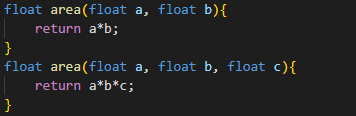 float area(float a, float b){
    return a*b;
}
float area(float a, float b, float c){
    return a*b*c;
}